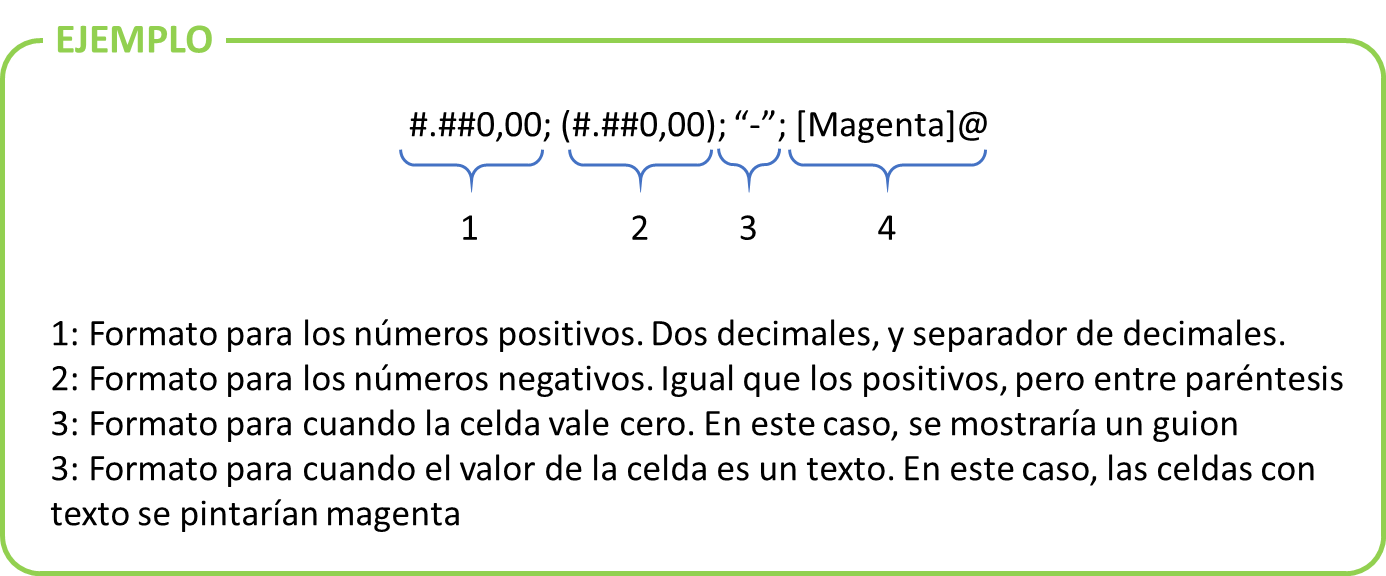 EJEMPLO
#.##0,00; (#.##0,00); “-”; [Magenta]@
1 2 3 4
1: Formato para los números positivos. Dos decimales, y separador de decimales.
2: Formato para los números negativos. Igual que los positivos, pero entre paréntesis
3: Formato para cuando la celda vale cero. En este caso, se mostraría un guion
3: Formato para cuando el valor de la celda es un texto. En este caso, las celdas con
texto se pintarían magenta